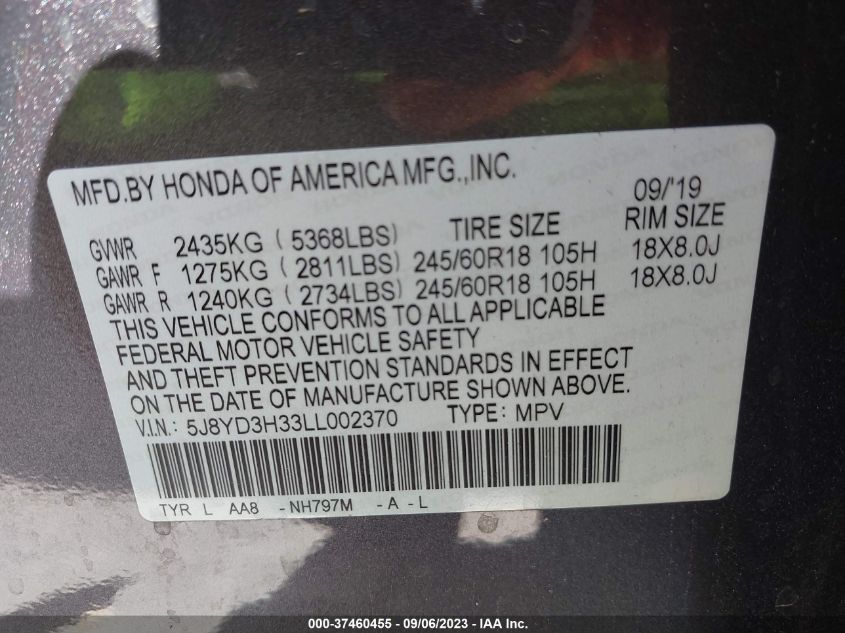 MFD.BY HONDA OF AMERICA MFG.,INC. 09/'19
GVWR 2435KG ( 5368LBS) TIRE SIZE RIM SIZE
GAWR F 1275KG ( 2811LBS) 245/60R18 105H 18X8.0J
GAWR R 1240KG ( 2734LBS) 245/60R18 105H 18X8.0J
THIS VEHICLE CONFORMS TO ALL APPLICABLE
FEDERAL MOTOR VEHICLE SAFETY
AND THEFT PREVENTION STANDARDS IN EFFECT
ON THE DATE OF MANUFACTURE SHOWN ABOVE.
V.I.N.: 5J8YD3H33LL002370 TYPE: MPV
TYR L AA8 -NH797M -A -L
000-37460455 - 09/06/2023 - IAA Inc.